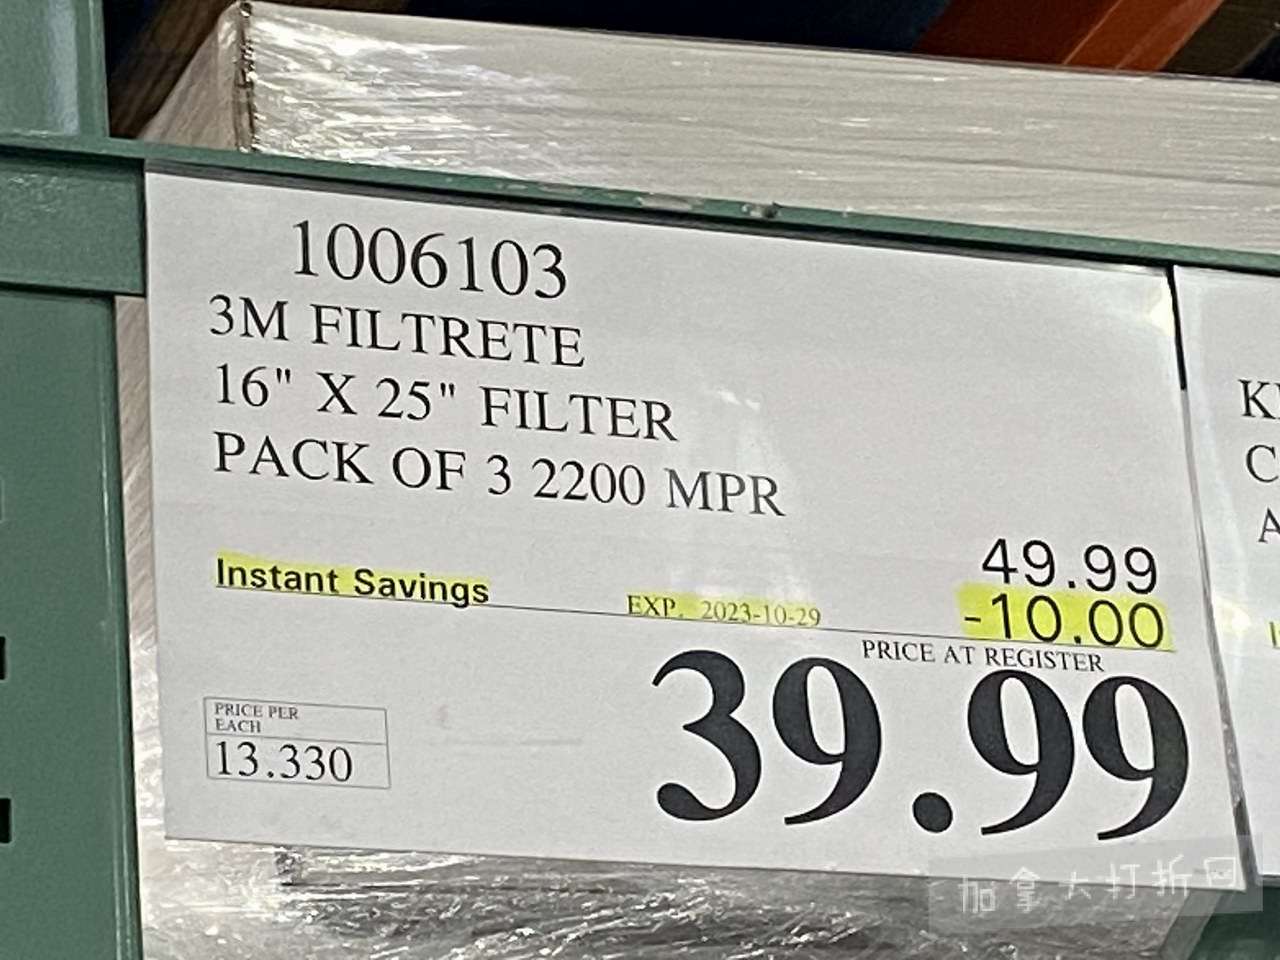 1006103
3M FILTRETE
16" X 25" FILTER
PACK OF 3 2200 MPR
49.99
Instant Savings EXP. 2023-10-29 -10.00
PRICE AT REGISTER
39.99
PRICE PER
EACH
13.330
K
C
A
加拿大打折网